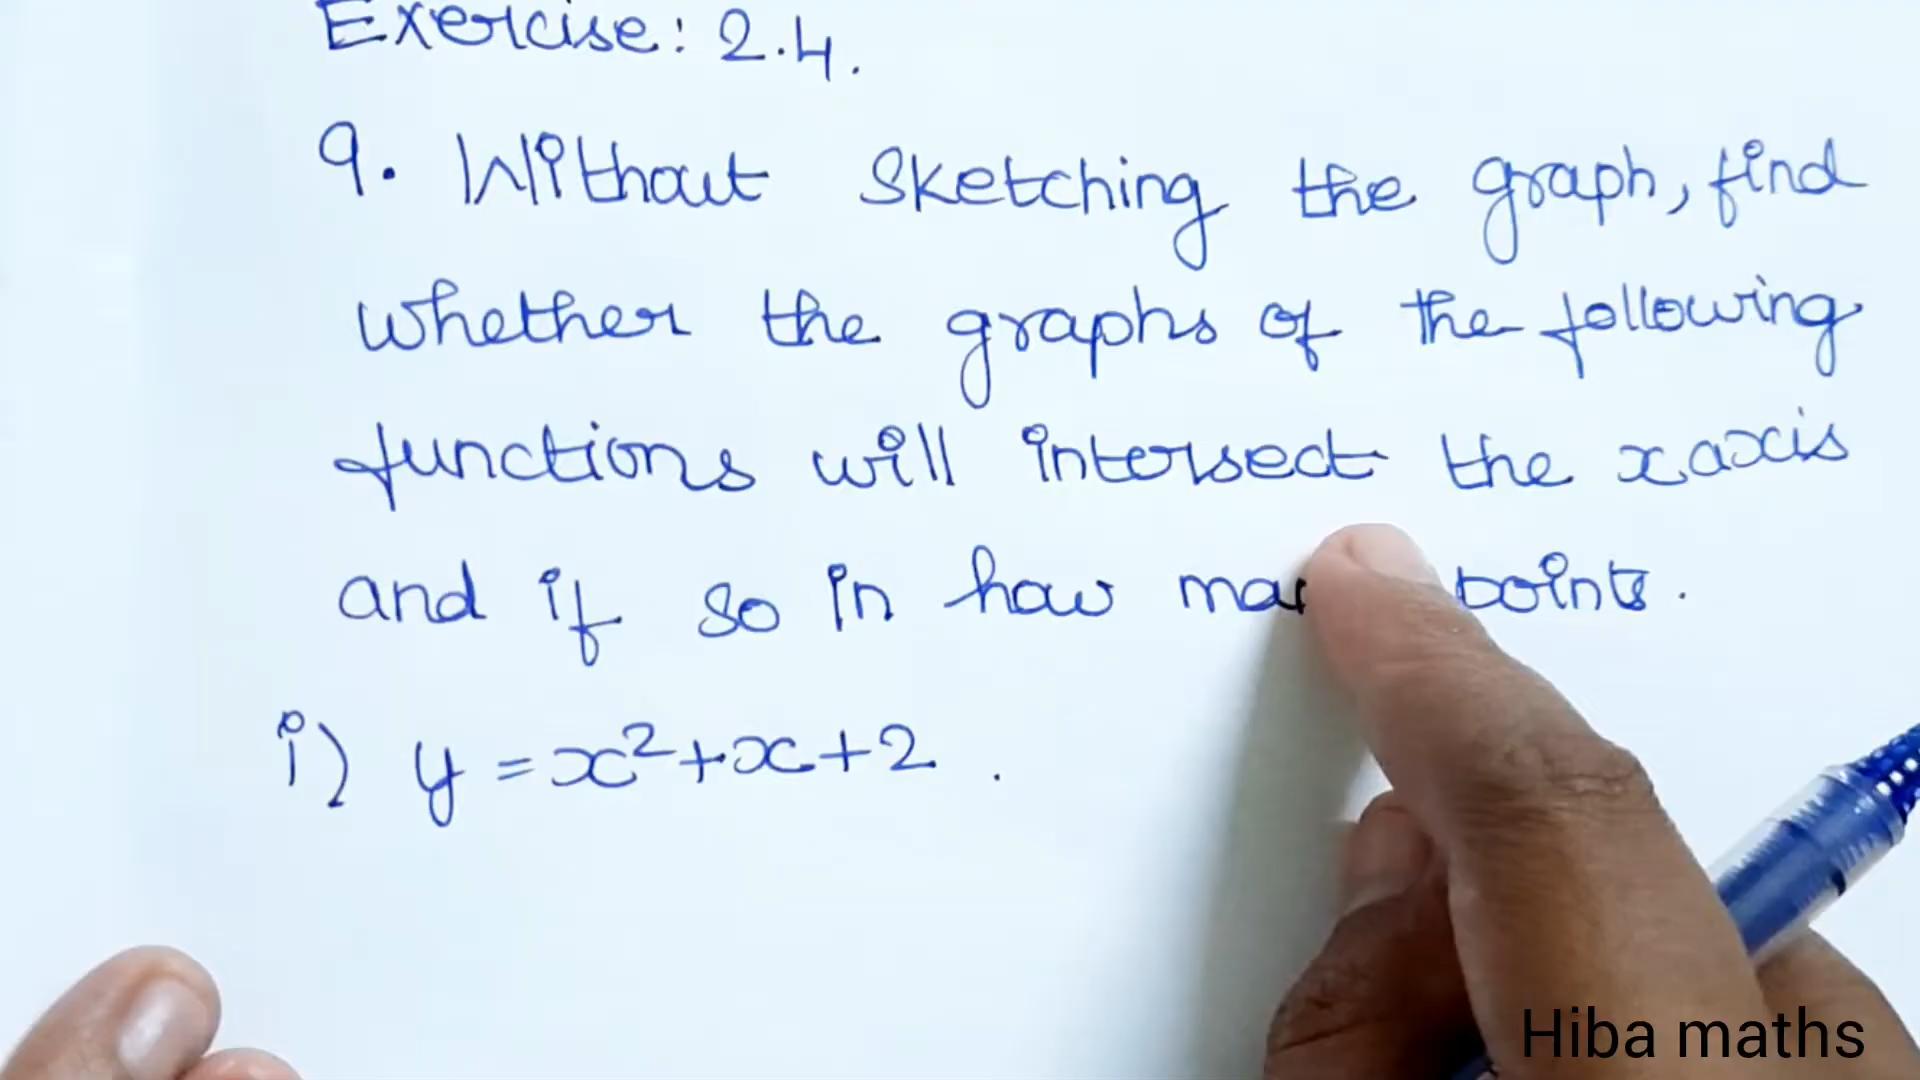 Exercise: 2.4.
9. Without sketching the graph, find
whether the graphs of the following
functions will intersect the x axis
and if so in how points.
i) y = x²+x+2 .
Hiba maths